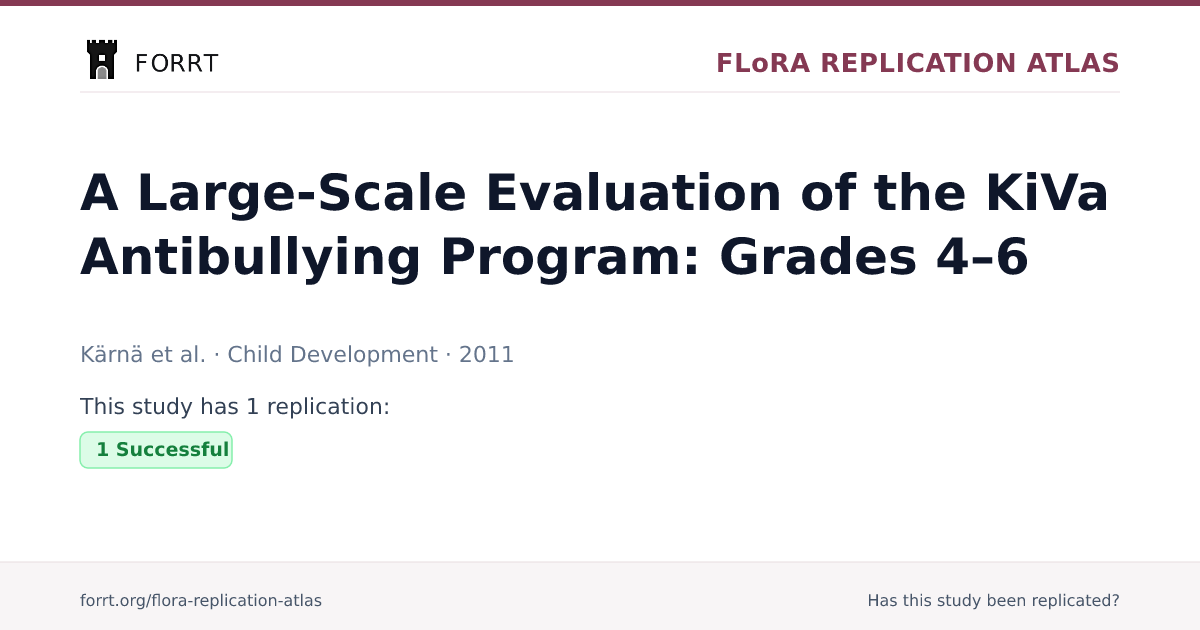 FORRT
FLoRA REPLICATION ATLAS
A Large-Scale Evaluation of the KiVa
Antibullying Program: Grades 4–6
Kärnä et al. · Child Development · 2011
This study has 1 replication:
1 Successful
forrt.org/flora-replication-atlas
Has this study been replicated?